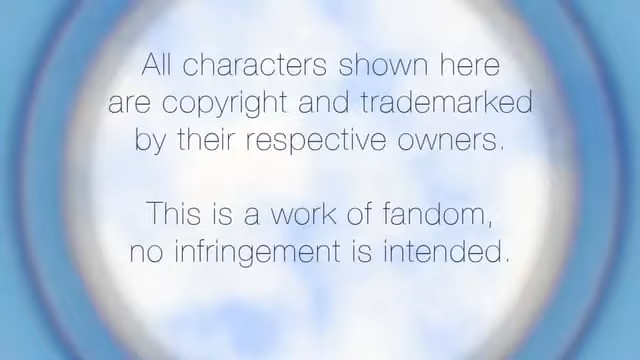 All characters shown here
are copyright and trademarked
by their respective owners.
This is a work of fandom,
no infringement is intended.